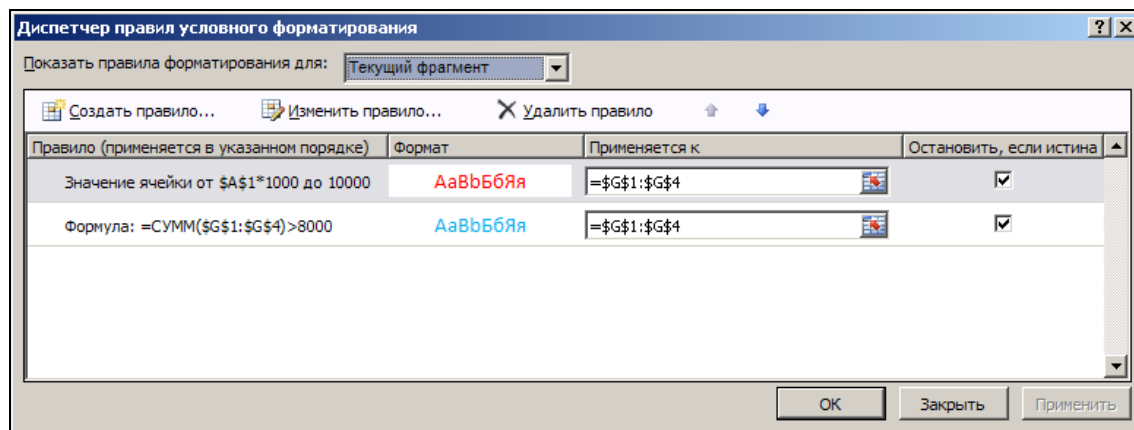 Диспетчер правил условного форматирования
Показать правила форматирования для: Текущий фрагмент
Создать правило... Изменить правило... Удалить правило
Правило (применяется в указанном порядке) Формат Применяется к Остановить, если истина
Значение ячейки от $A$1*1000 до 10000 АаВbБбЯя =$G$1:$G$4
Формула: =СУММ($G$1:$G$4)>8000 АаВbБбЯя =$G$1:$G$4
ОК Закрыть Применить